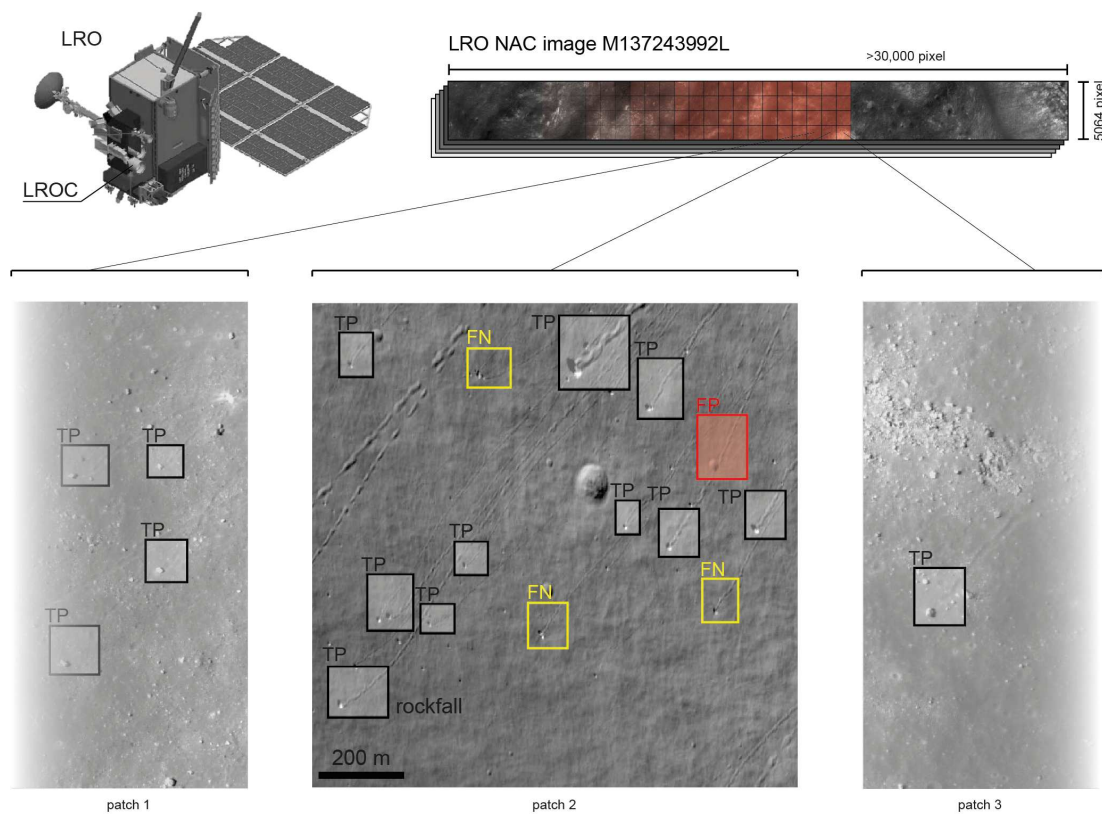 LRO
LROC
LRO NAC image M137243992L
>30,000 pixel
5064 pixel
TP
TP
TP
TP
patch 1
TP
FN
TP
TP
FP
TP
TP
TP
TP
TP
TP
FN
FN
TP
rockfall
200 m
patch 2
TP
patch 3